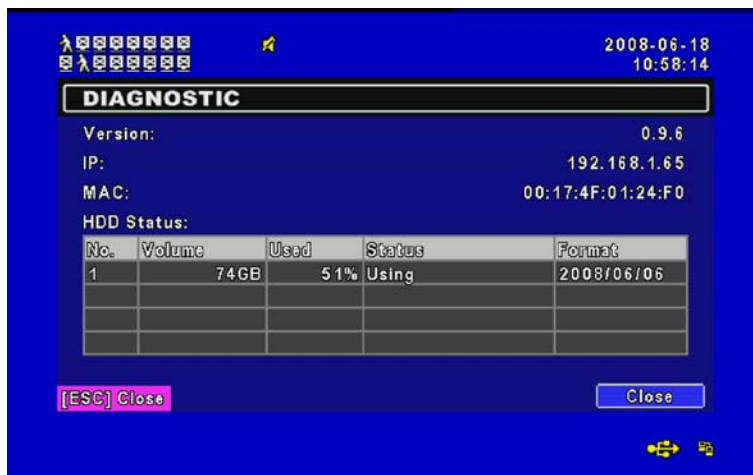 2008-06-18
10:58:14
DIAGNOSTIC
Version: 0.9.6
IP: 192.168.1.65
MAC: 00:17:4F:01:24:F0
HDD Status:
No. Volume Used Status Format
1 74GB 51% Using 2008/06/06
[ESC] Close Close